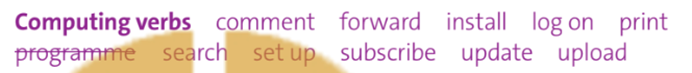 Computing verbs comment forward install log on print
programme search set up subscribe update upload